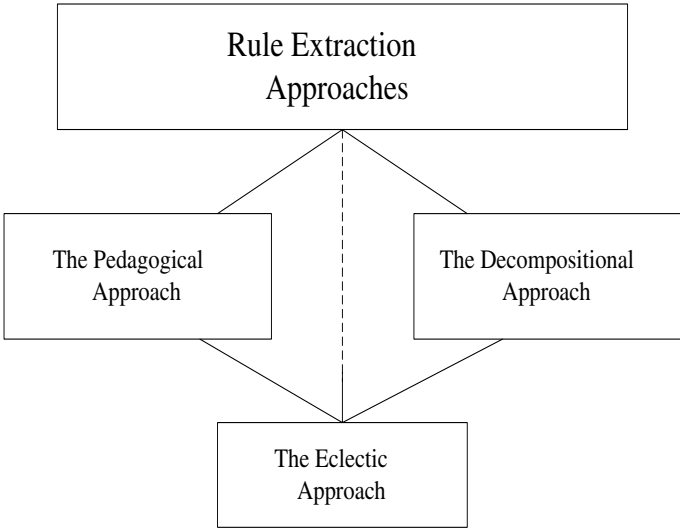 Rule Extraction
Approaches
The Pedagogical
Approach
The Decompositional
Approach
The Eclectic
Approach